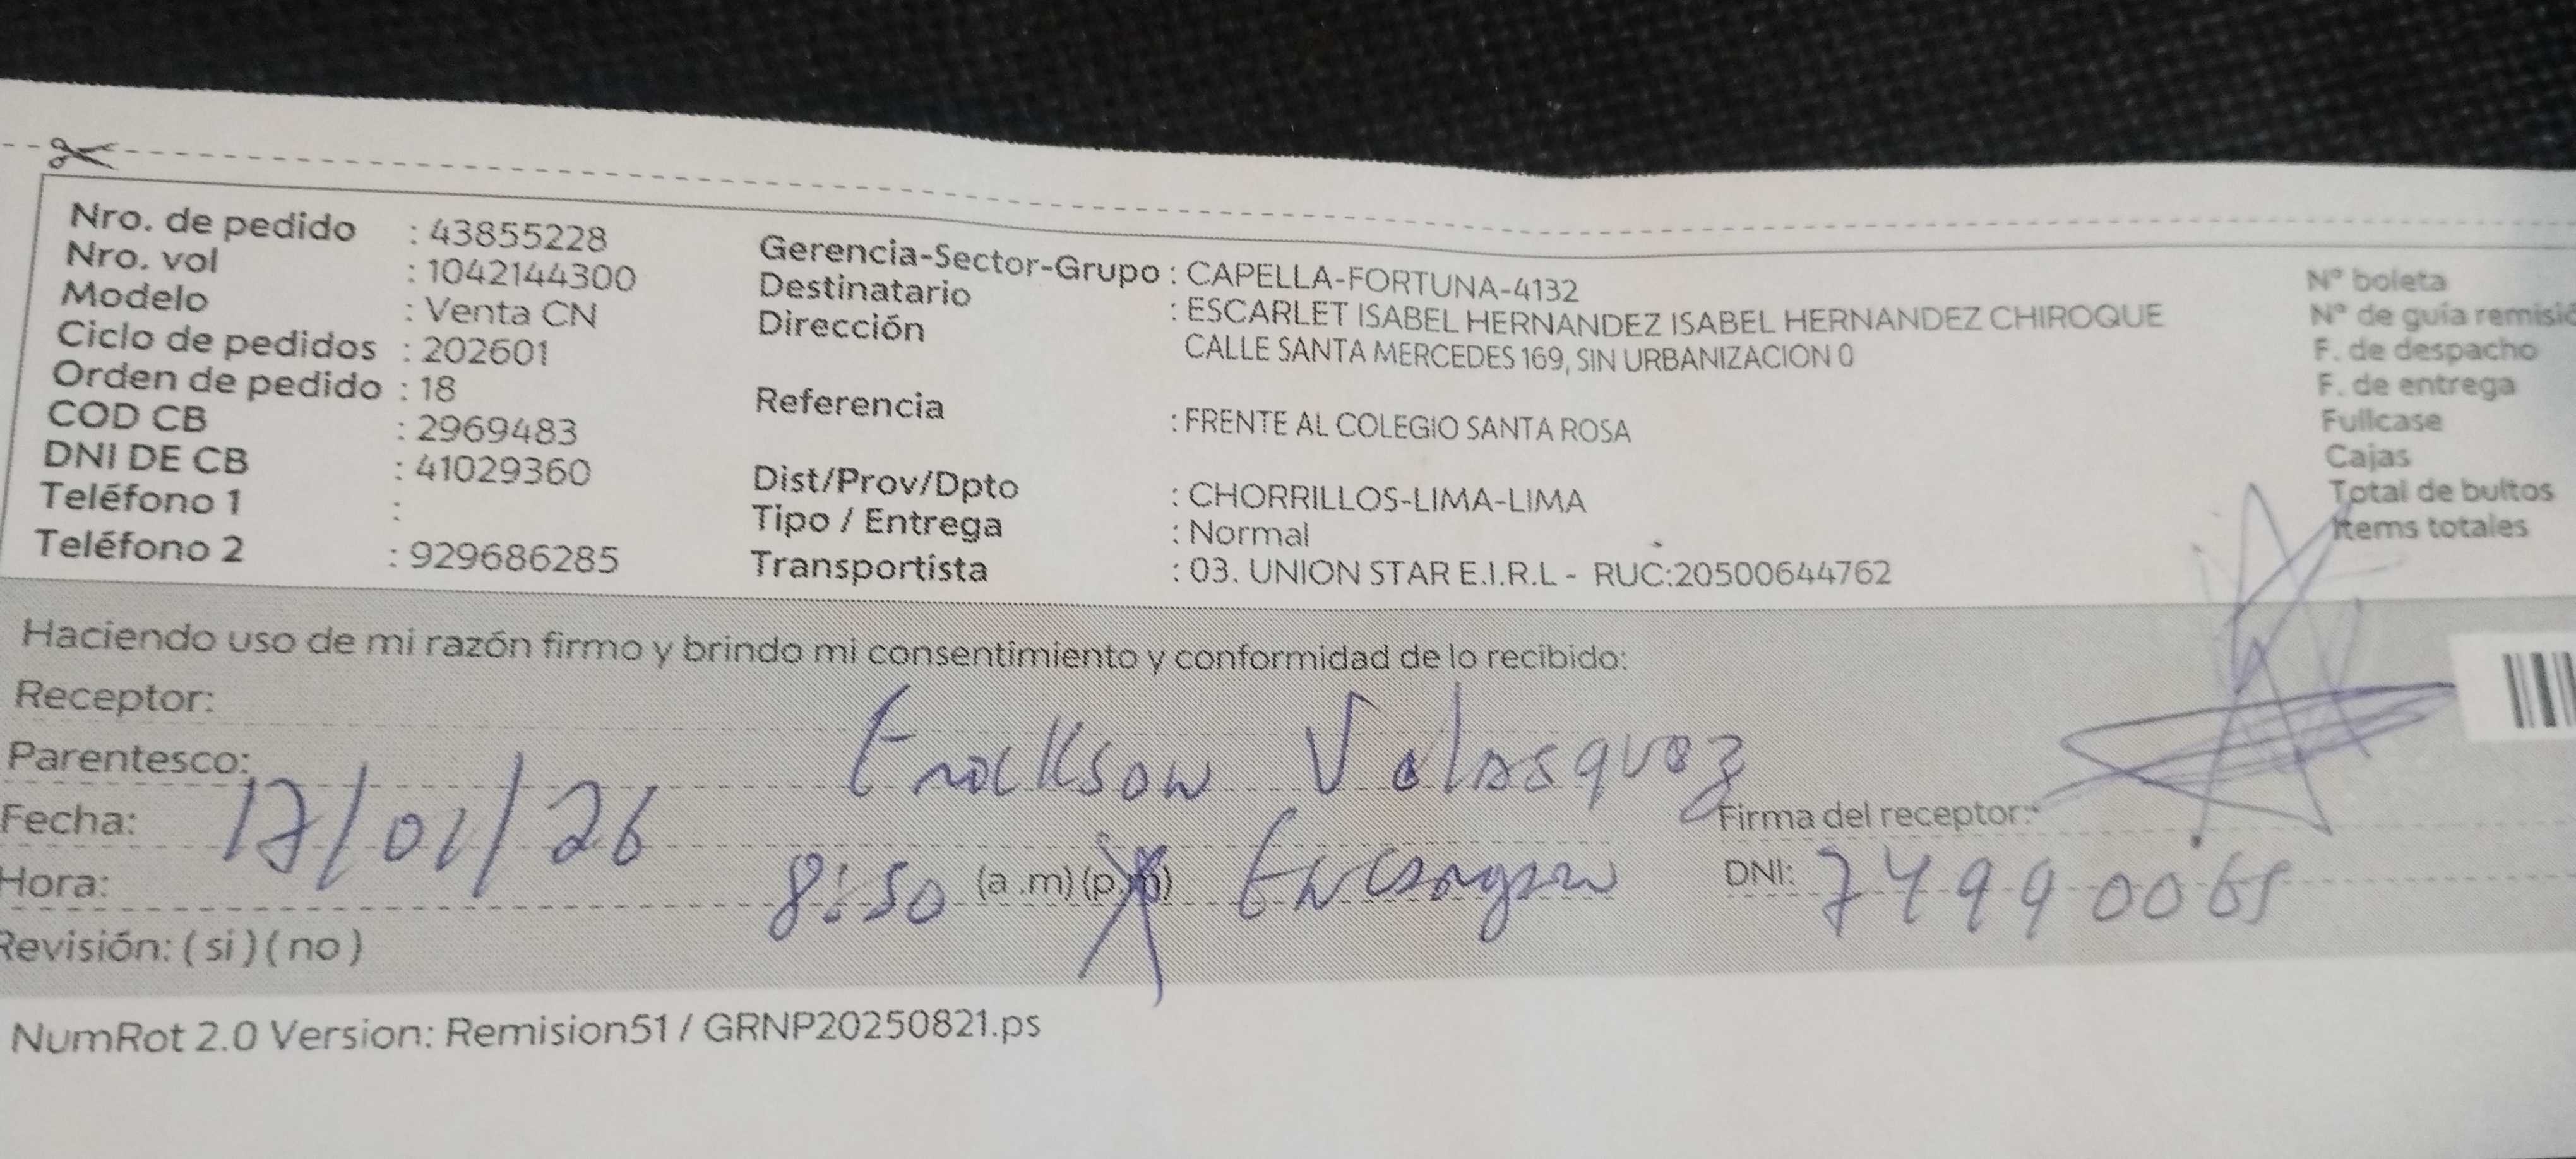 Nro. de pedido : 43855228
Nro. vol : 1042144300
Modelo : Venta CN
Ciclo de pedidos : 202601
Orden de pedido : 18
COD CB : 2969483
DNI DE CB : 41029360
Teléfono 1 :
Teléfono 2 : 929686285
Gerencia-Sector-Grupo : CAPELLA-FORTUNA-4132
Destinatario : ESCARLET ISABEL HERNANDEZ ISABEL HERNANDEZ CHIROQUE
Dirección CALLE SANTA MERCEDES 169, SIN URBANIZACION 0
Referencia : FRENTE AL COLEGIO SANTA ROSA
Dist/Prov/Dpto : CHORRILLOS-LIMA-LIMA
Tipo / Entrega : Normal
Transportista : 03. UNION STAR E.I.R.L - RUC:20500644762
Nº boleta
Nº de guía
F. de despacho
F. de entrega
Fullcase
Cajas
Total de bultos
Items totales
Haciendo uso de mi razón firmo y brindo mi consentimiento y conformidad de lo recibido:
Receptor:
Parentesco: Velasquez
Fecha: 17/01/26 Firma del receptor:
Hora: 8:50 (a.m) (p.m) DNI: 74990065
Revisión: ( si ) ( no )
NumRot 2.0 Version: Remision51 / GRNP20250821.ps